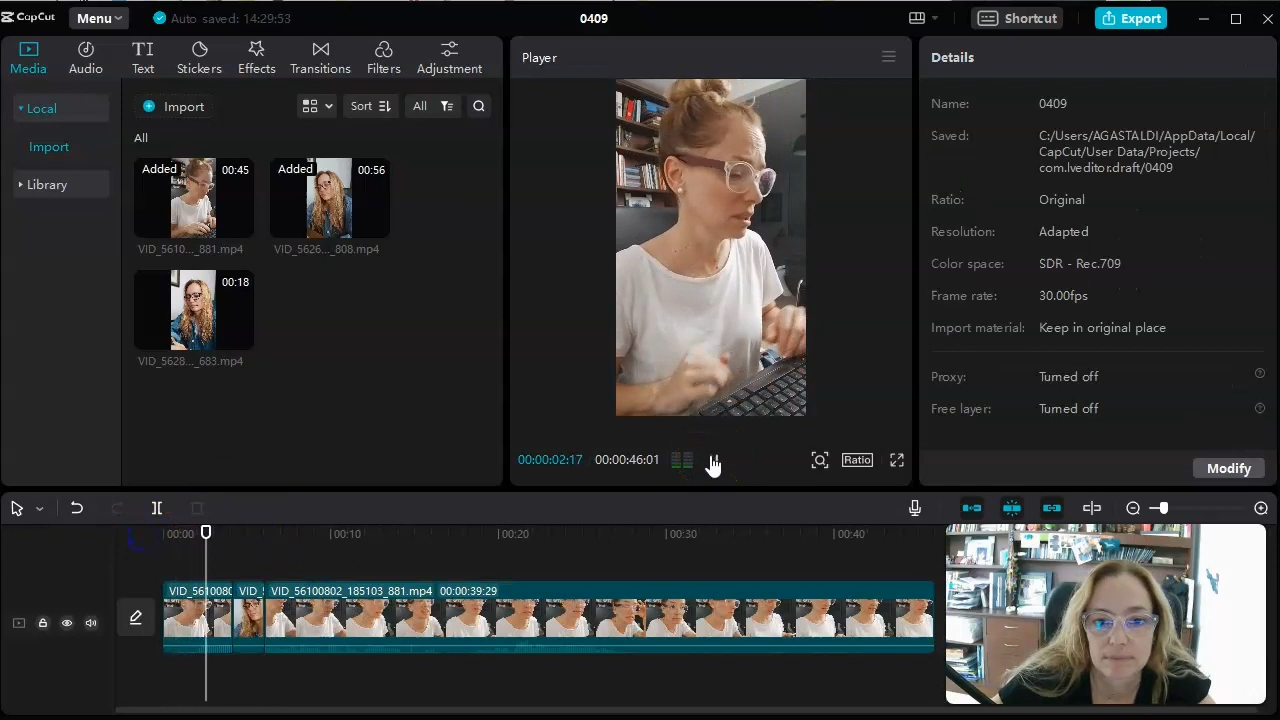 CapCut
Menu
Auto saved: 14:29:53
0409
Shortcut
Export
Media
Audio
Text
Stickers
Effects
Transitions
Filters
Adjustment
Local
Import
Library
Import
Sort
All
All
Added
00:45
VID_5610..._881.mp4
Added
00:56
VID_5626..._808.mp4
00:18
VID_5628..._683.mp4
Player
00:00:02:17
00:00:46:01
Ratio
Details
Name:
0409
Saved:
C:/Users/AGASTALDI/AppData/Local/
CapCut/User Data/Projects/
com.lveditor.draft/0409
Ratio:
Original
Resolution:
Adapted
Color space:
SDR - Rec.709
Frame rate:
30.00fps
Import material:
Keep in original place
Proxy:
Turned off
Free layer:
Turned off
Modify
00:00
00:10
00:20
00:30
00:40
VID_5610080
VID_
VID_56100802_185103_881.mp4
00:00:39:29